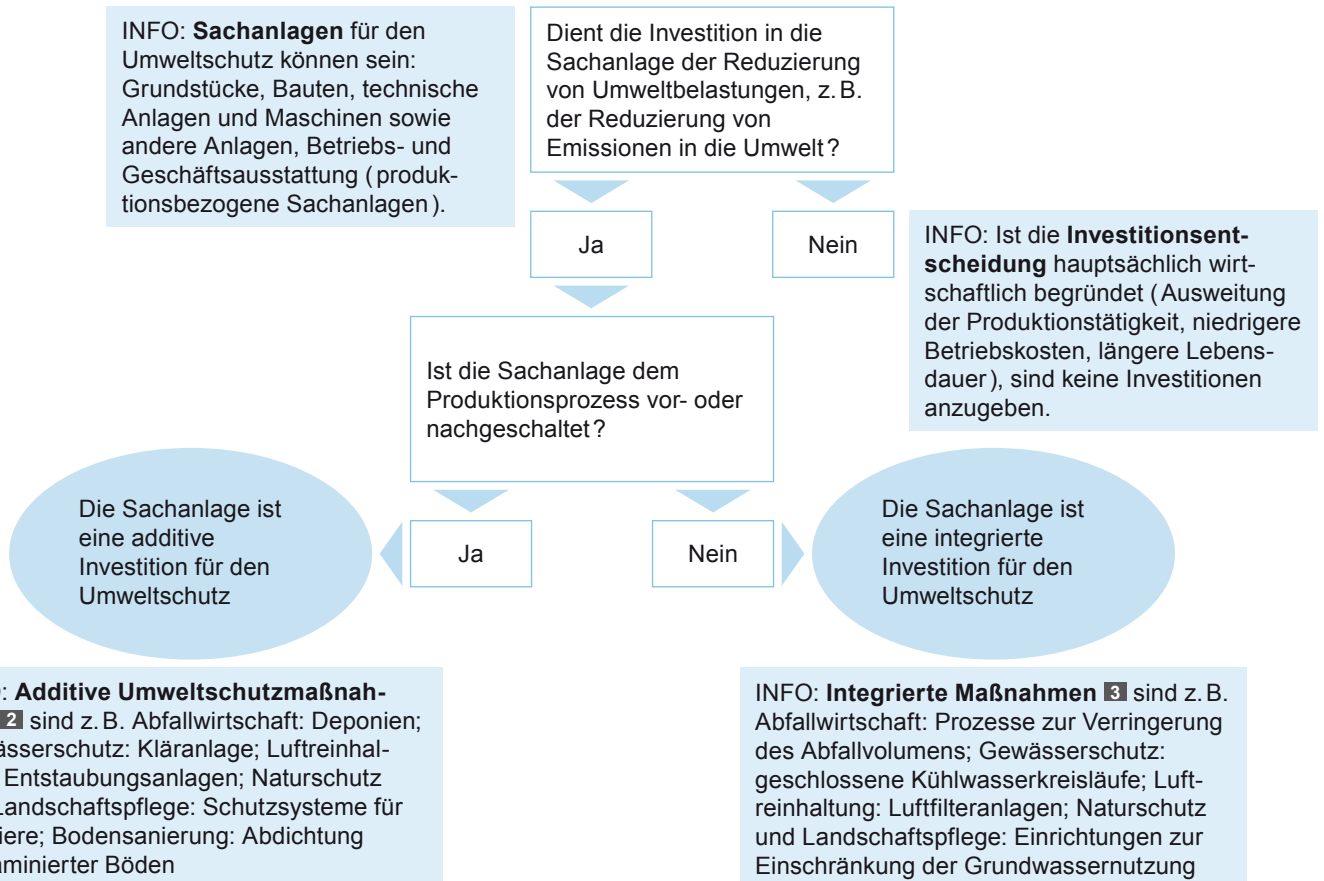 INFO: Sachanlagen für den
Umweltschutz können sein:
Grundstücke, Bauten, technische
Anlagen und Maschinen sowie
andere Anlagen, Betriebs- und
Geschäftsausstattung (produk-
tionsbezogene Sachanlagen).
Dient die Investition in die
Sachanlage der Reduzierung
von Umweltbelastungen, z.B.
der Reduzierung von
Emissionen in die Umwelt?
Ja
Nein
INFO: Ist die Investitionsent-
scheidung hauptsächlich wirt-
schaftlich begründet (Ausweitung
der Produktionstätigkeit, niedrigere
Betriebskosten, längere Lebens-
dauer), sind keine Investitionen
anzugeben.
Ist die Sachanlage dem
Produktionsprozess vor- oder
nachgeschaltet?
Ja
Nein
Die Sachanlage ist
eine additive
Investition für den
Umweltschutz
Die Sachanlage ist
eine integrierte
Investition für den
Umweltschutz
: Additive Umweltschutzmaßnah-
2 sind z.B. Abfallwirtschaft: Deponien;
ässerschutz: Kläranlage; Luftreinhal-
Entstaubungsanlagen; Naturschutz
Landschaftspflege: Schutzsysteme für
iere; Bodensanierung: Abdichtung
aminierter Böden
INFO: Integrierte Maßnahmen 3 sind z.B.
Abfallwirtschaft: Prozesse zur Verringerung
des Abfallvolumens; Gewässerschutz:
geschlossene Kühlwasserkreisläufe; Luft-
reinhaltung: Luftfilteranlagen; Naturschutz
und Landschaftspflege: Einrichtungen zur
Einschränkung der Grundwassernutzung